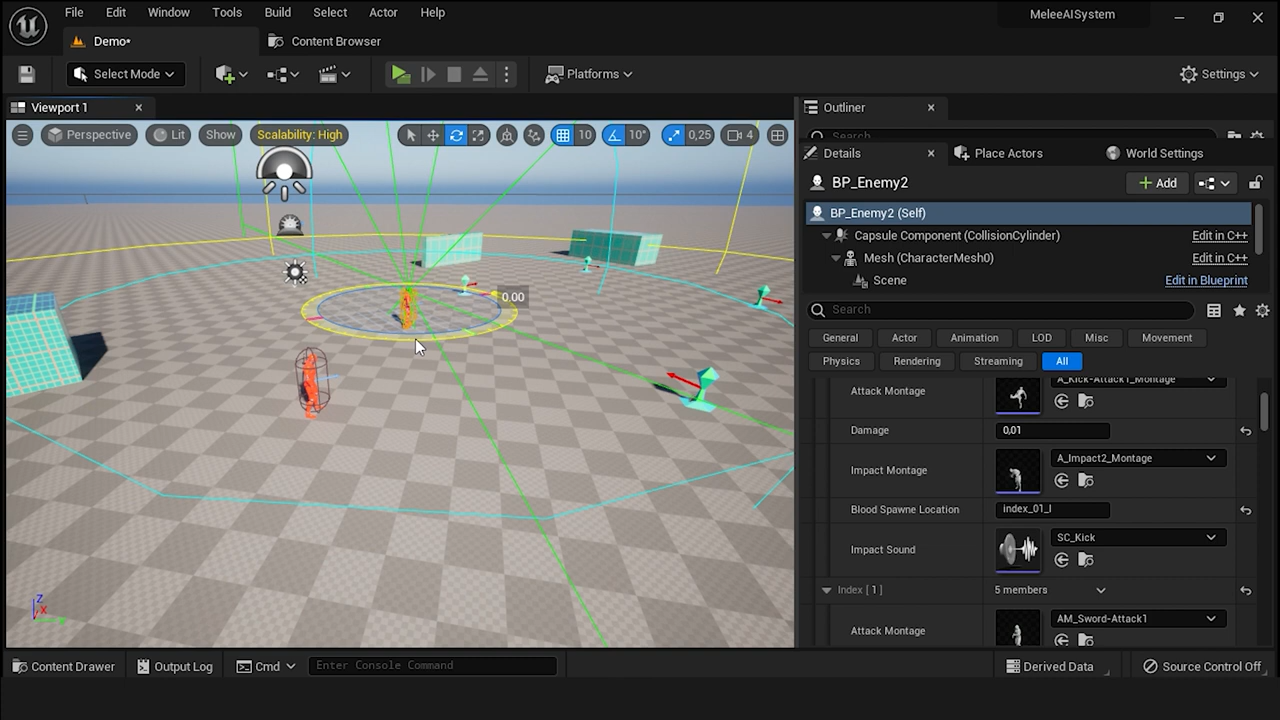 File Edit Window Tools Build Select Actor Help
MeleeAISystem
Demo*
Content Browser
Select Mode
Platforms
Settings
Viewport 1
Outliner
Search
Perspective
Lit
Show
Scalability: High
10
10°
0,25
4
Details
Place Actors
World Settings
BP_Enemy2
Add
BP_Enemy2 (Self)
Capsule Component (CollisionCylinder)
Edit in C++
Mesh (CharacterMesh0)
Edit in C++
Scene
Edit in Blueprint
0.00
Search
General
Actor
Animation
LOD
Misc
Movement
Physics
Rendering
Streaming
All
Attack Montage
A_Kick-Attack1_Montage
Damage
0,01
Impact Montage
A_Impact2_Montage
Blood Spawne Location
index_01_l
Impact Sound
SC_Kick
Index [ 1 ]
5 members
Attack Montage
AM_Sword-Attack1
Z
X
Content Drawer
Output Log
Cmd
Enter Console Command
Derived Data
Source Control Off